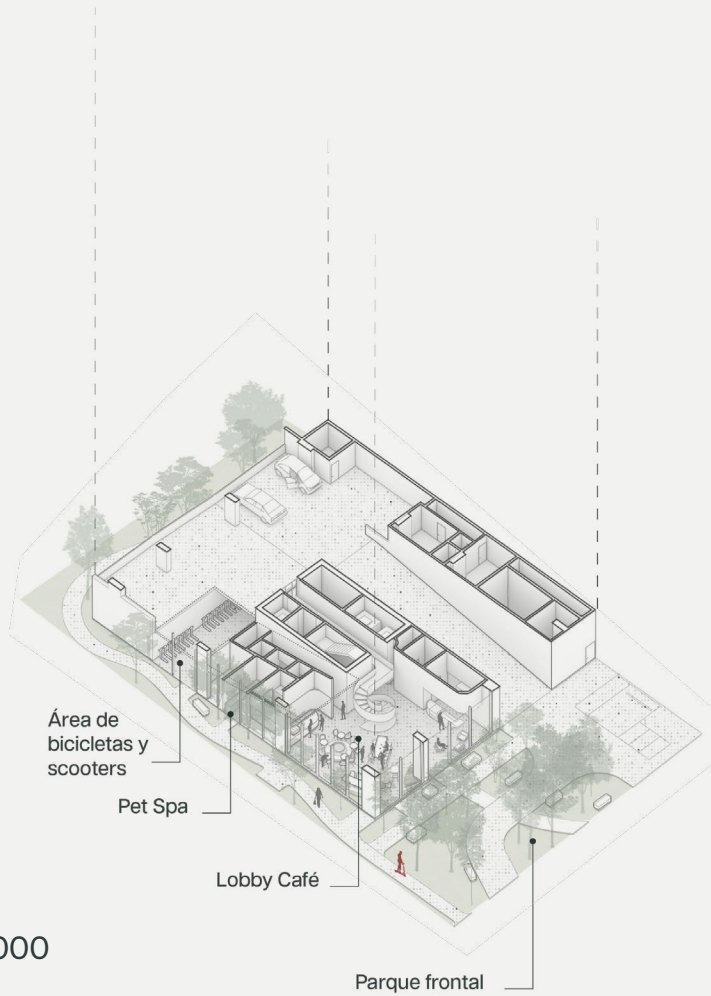 Área de
bicicletas y
scooters
Pet Spa
Lobby Café
000
Parque frontal